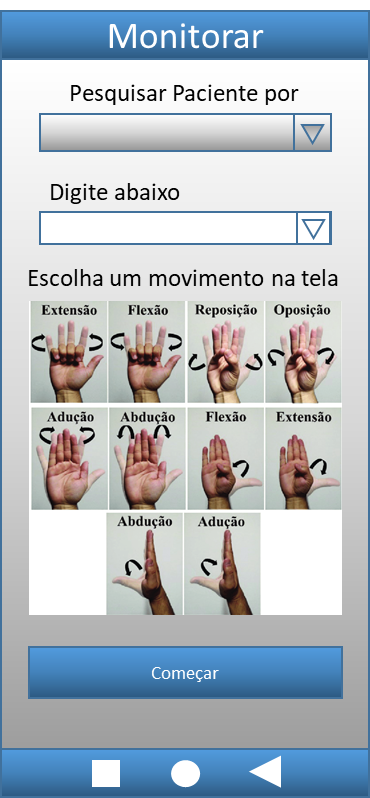 Monitorar
Pesquisar Paciente por
Digite abaixo
Escolha um movimento na tela
Extensão Flexão Reposição Oposição
Adução Abdução Flexão Extensão
Abdução Adução
Começar